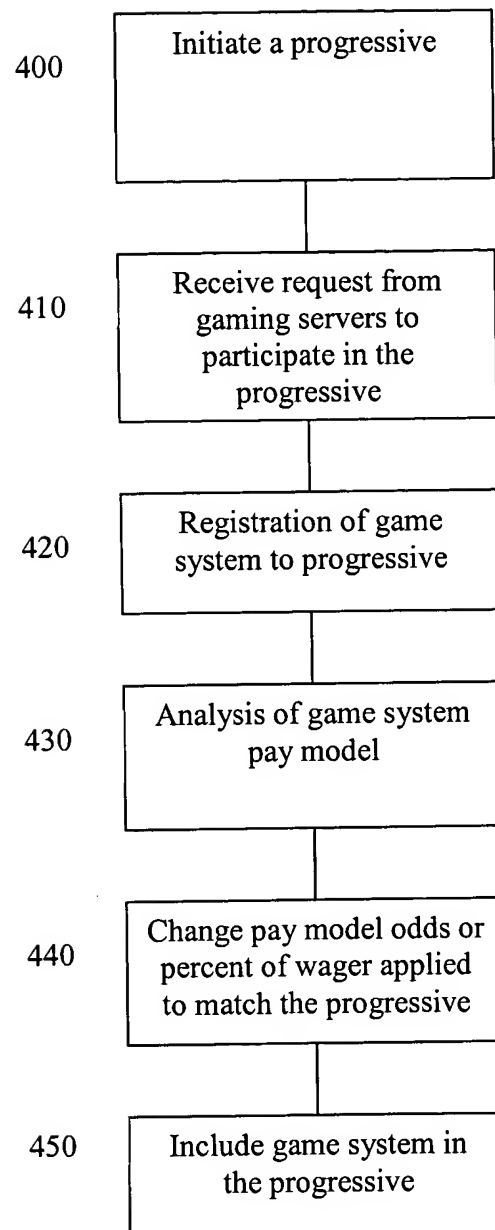 400
Initiate a progressive
410
Receive request from
gaming servers to
participate in the
progressive
420
Registration of game
system to progressive
430
Analysis of game system
pay model
440
Change pay model odds or
percent of wager applied
to match the progressive
450
Include game system in
the progressive